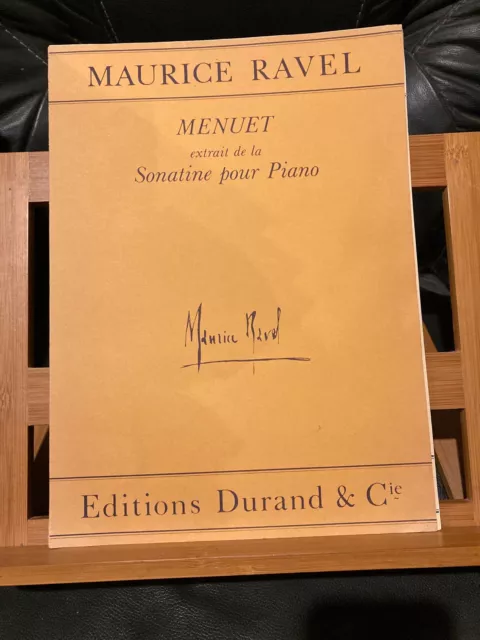 MAURICE RAVEL
MENUET
extrait de la
Sonatine pour Piano
Maurice Ravel
Editions Durand & Cie